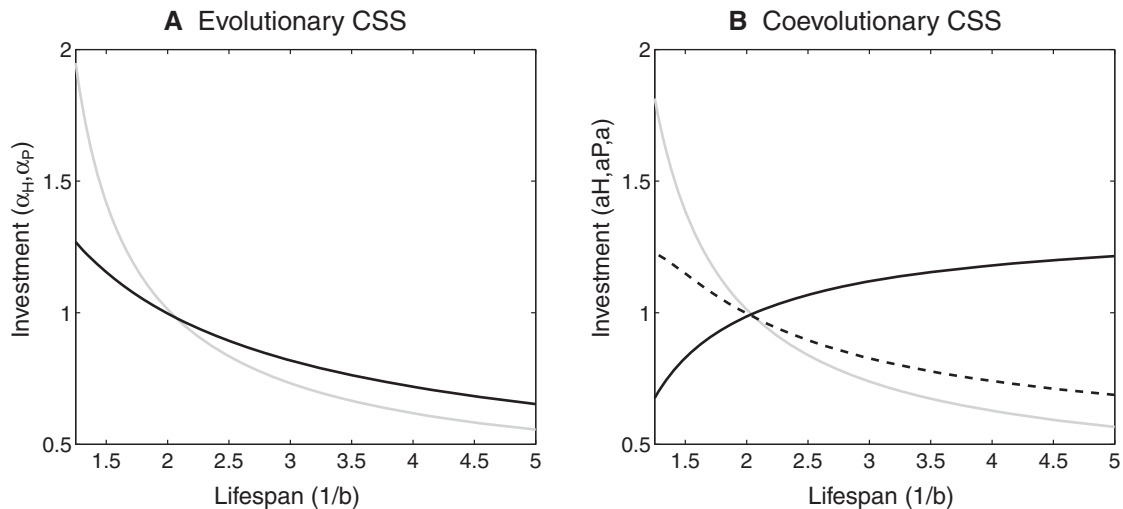 A Evolutionary CSS
B Coevolutionary CSS
2
1.5
1
0.5
Investment (α_H,α_P)
1.5 2 2.5 3 3.5 4 4.5 5
Lifespan (1/b)
2
1.5
1
0.5
Investment (aH,aP,a)
1.5 2 2.5 3 3.5 4 4.5 5
Lifespan (1/b)